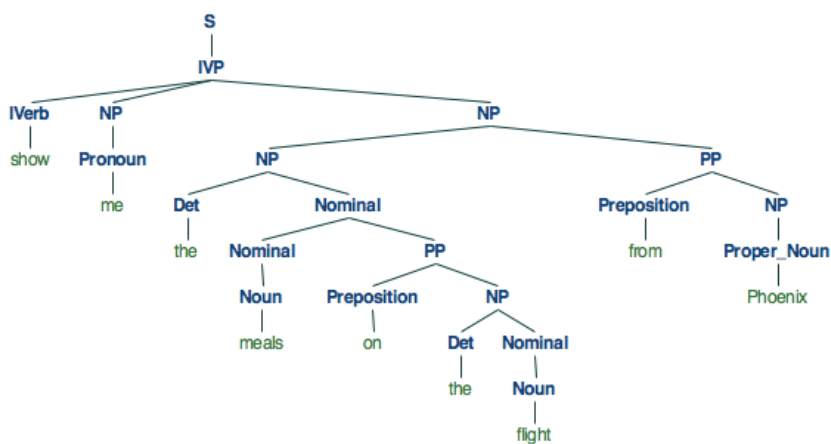 S
IVP
IVerb NP NP
show Pronoun NP PP
me Det Nominal Preposition NP
the Nominal PP from Proper_Noun
Noun Preposition NP Phoenix
meals on Det Nominal
the Noun
flight